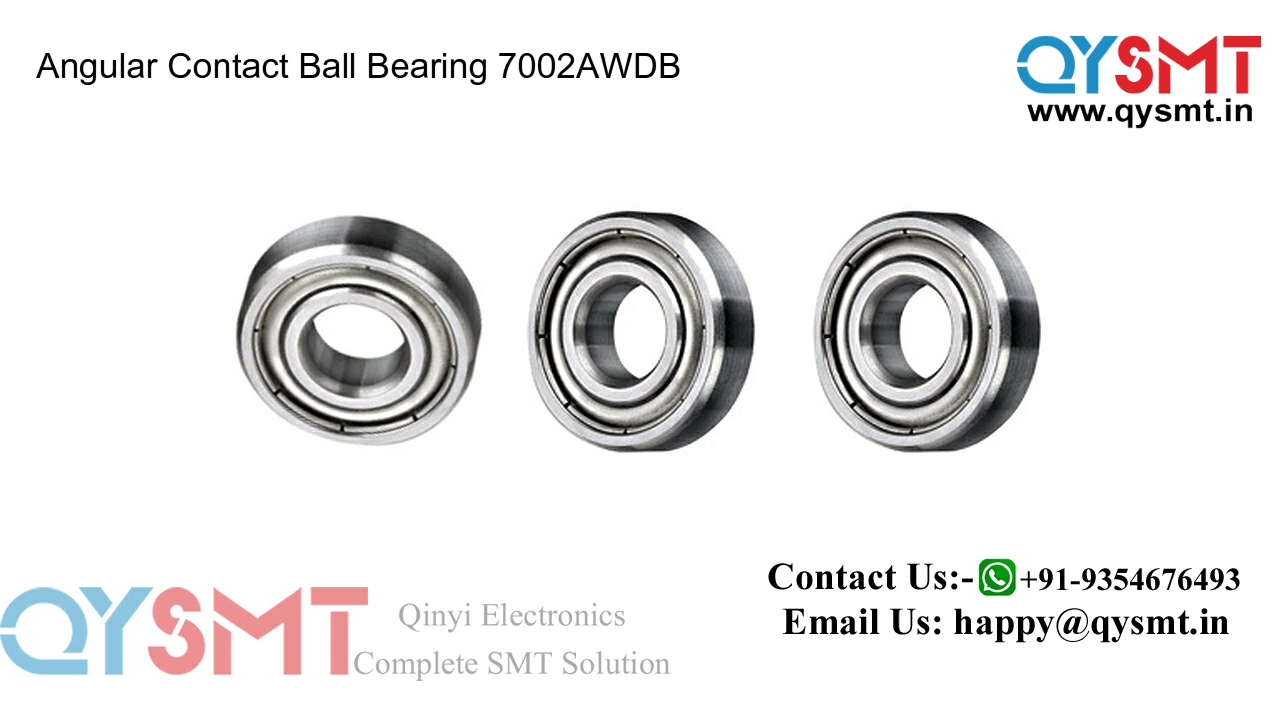 Angular Contact Ball Bearing 7002AWDB
QYSMT
www.qysmt.in
Contact Us:- +91-9354676493
Email Us: happy@qysmt.in
QYSMT
Qinyi Electronics
Complete SMT Solution